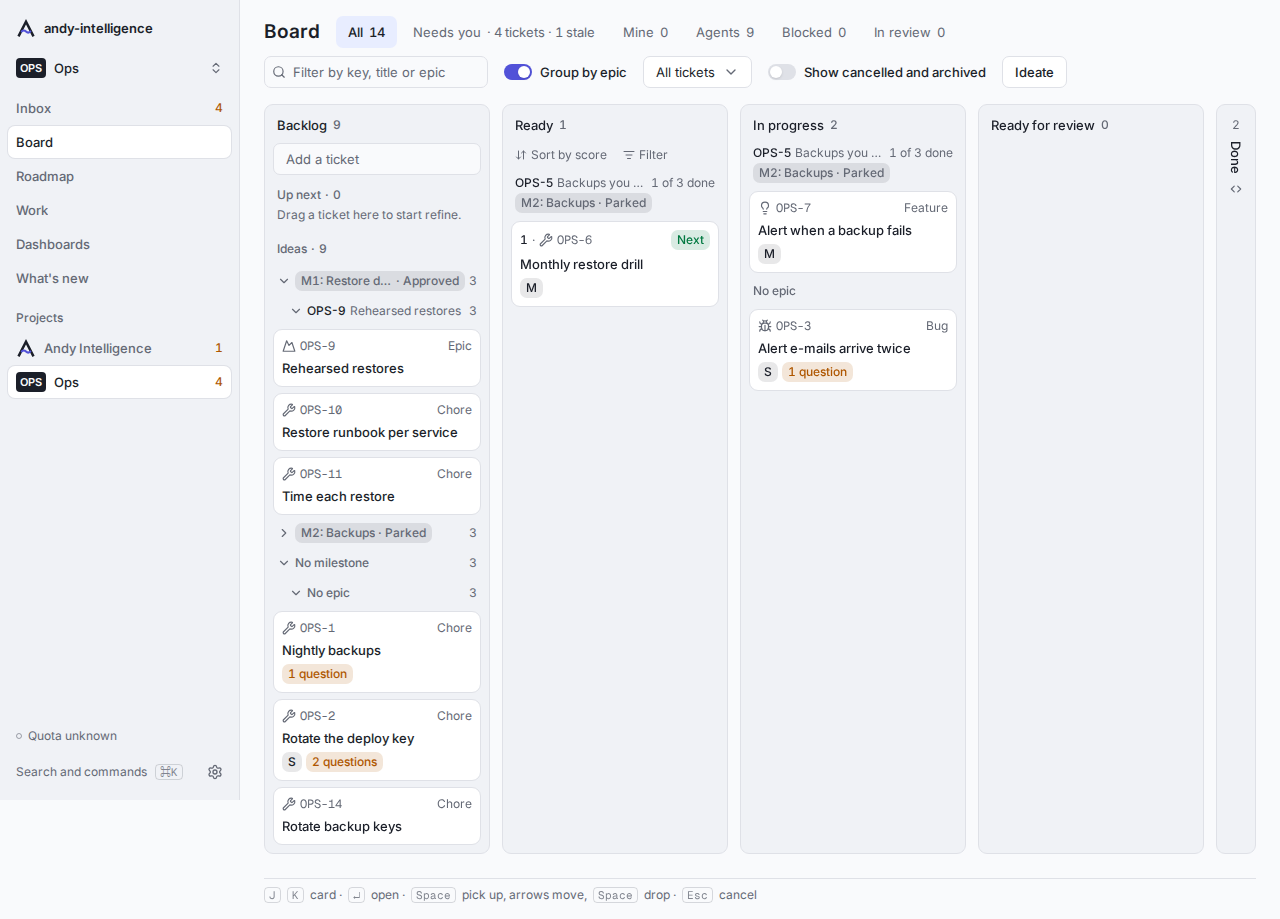 andy-intelligence
OPS Ops
Inbox 4
Board
Roadmap
Work
Dashboards
What's new
Projects
Andy Intelligence 1
OPS Ops 4
Quota unknown
Search and commands ⌘K
Board All 14 Needs you · 4 tickets · 1 stale Mine 0 Agents 9 Blocked 0 In review 0
Filter by key, title or epic Group by epic All tickets Show cancelled and archived Ideate
Backlog 9
Add a ticket
Up next · 0
Drag a ticket here to start refine.
Ideas · 9
M1: Restore d... · Approved 3
OPS-9 Rehearsed restores 3
OPS-9 Epic
Rehearsed restores
OPS-10 Chore
Restore runbook per service
OPS-11 Chore
Time each restore
M2: Backups · Parked 3
No milestone 3
No epic 3
OPS-1 Chore
Nightly backups
1 question
OPS-2 Chore
Rotate the deploy key
S 2 questions
OPS-14 Chore
Rotate backup keys
Ready 1
Sort by score Filter
OPS-5 Backups you ... 1 of 3 done
M2: Backups · Parked
1 · OPS-6 Next
Monthly restore drill
M
In progress 2
OPS-5 Backups you ... 1 of 3 done
M2: Backups · Parked
OPS-7 Feature
Alert when a backup fails
M
No epic
OPS-3 Bug
Alert e-mails arrive twice
S 1 question
Ready for review 0
2
Done
J K card · ↵ open · Space pick up, arrows move, Space drop · Esc cancel